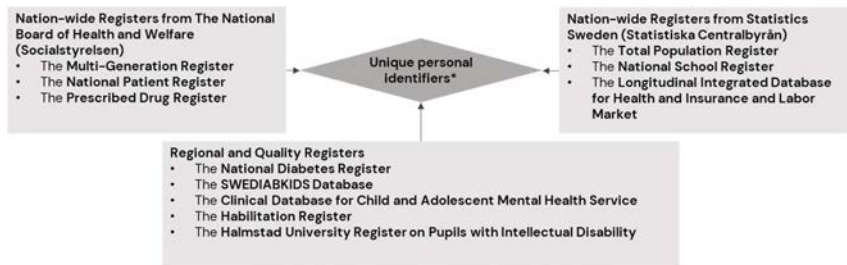 Nation-wide Registers from The National
Board of Health and Welfare
(Socialstyrelsen)
• The Multi-Generation Register
• The National Patient Register
• The Prescribed Drug Register
Unique personal
identifiers*
Nation-wide Registers from Statistics
Sweden (Statistiska Centralbyrån)
• The Total Population Register
• The National School Register
• The Longitudinal Integrated Database
for Health and Insurance and Labor
Market
Regional and Quality Registers
• The National Diabetes Register
• The SWEDIABKIDS Database
• The Clinical Database for Child and Adolescent Mental Health Service
• The Habilitation Register
• The Halmstad University Register on Pupils with Intellectual Disability